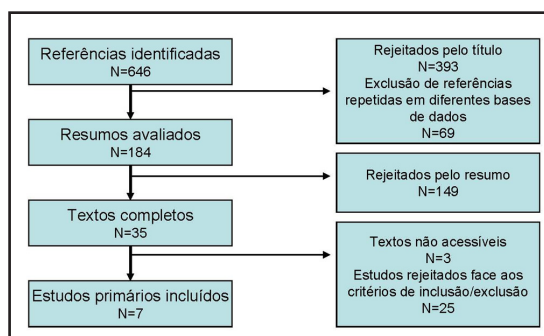 Referências identificadas
N=646
Rejeitados pelo título
N=393
Exclusão de referências
repetidas em diferentes bases
de dados
N=69
Resumos avaliados
N=184
Rejeitados pelo resumo
N=149
Textos completos
N=35
Textos não acessíveis
N=3
Estudos rejeitados face aos
critérios de inclusão/exclusão
N=25
Estudos primários incluídos
N=7